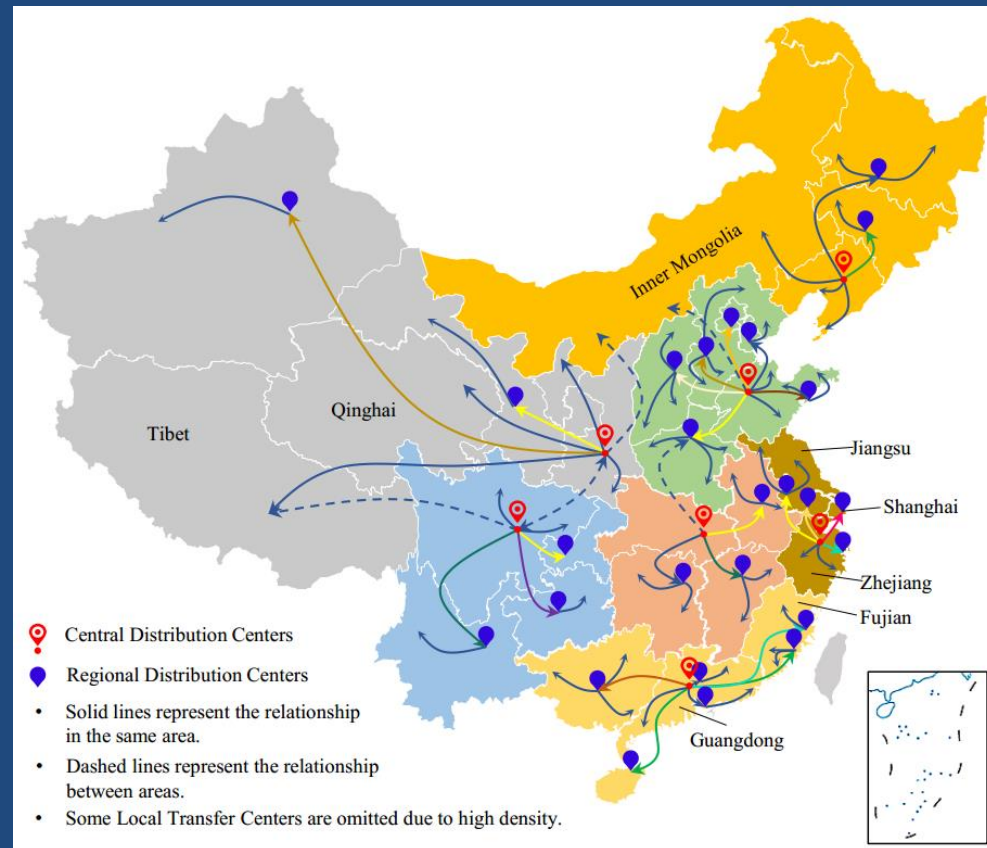 Inner Mongolia
Qinghai
Tibet
Jiangsu
Shanghai
Zhejiang
Fujian
Guangdong
Central Distribution Centers
Regional Distribution Centers
• Solid lines represent the relationship
in the same area.
• Dashed lines represent the relationship
between areas.
• Some Local Transfer Centers are omitted due to high density.